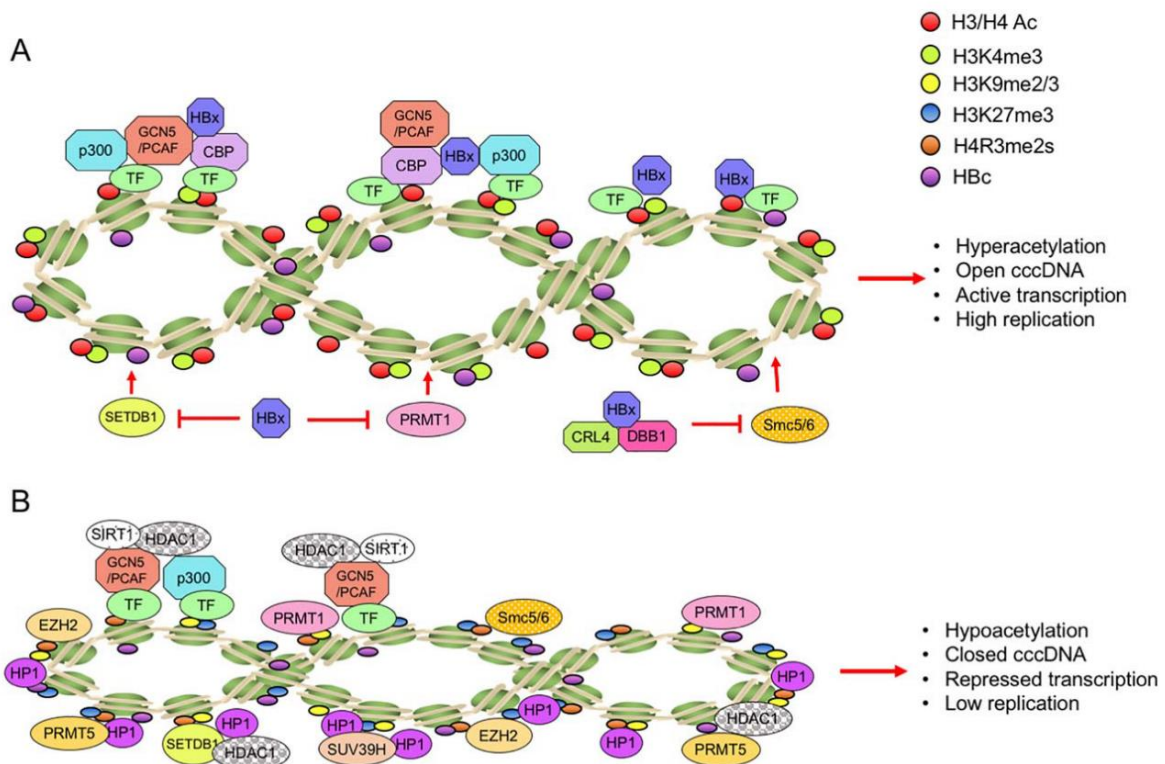 A
H3/H4 Ac
H3K4me3
H3K9me2/3
H3K27me3
H4R3me2s
HBc
HBx
p300
GCN5
/PCAF
CBP
TF
TF
GCN5
/PCAF
CBP
HBx
p300
TF
TF
HBx
HBx
TF
TF
• Hyperacetylation
• Open cccDNA
• Active transcription
• High replication
SETDB1
HBx
PRMT1
HBx
CRL4
DBB1
Smc5/6
B
SIRT1
HDAC1
GCN5
/PCAF
p300
TF
TF
HDAC1
SIRT1
GCN5
/PCAF
PRMT1
TF
Smc5/6
PRMT1
EZH2
HP1
PRMT5
HP1
SETDB1
HP1
HDAC1
HP1
SUV39H
HP1
EZH2
HP1
HP1
HP1
HDAC1
PRMT5
• Hypoacetylation
• Closed cccDNA
• Repressed transcription
• Low replication